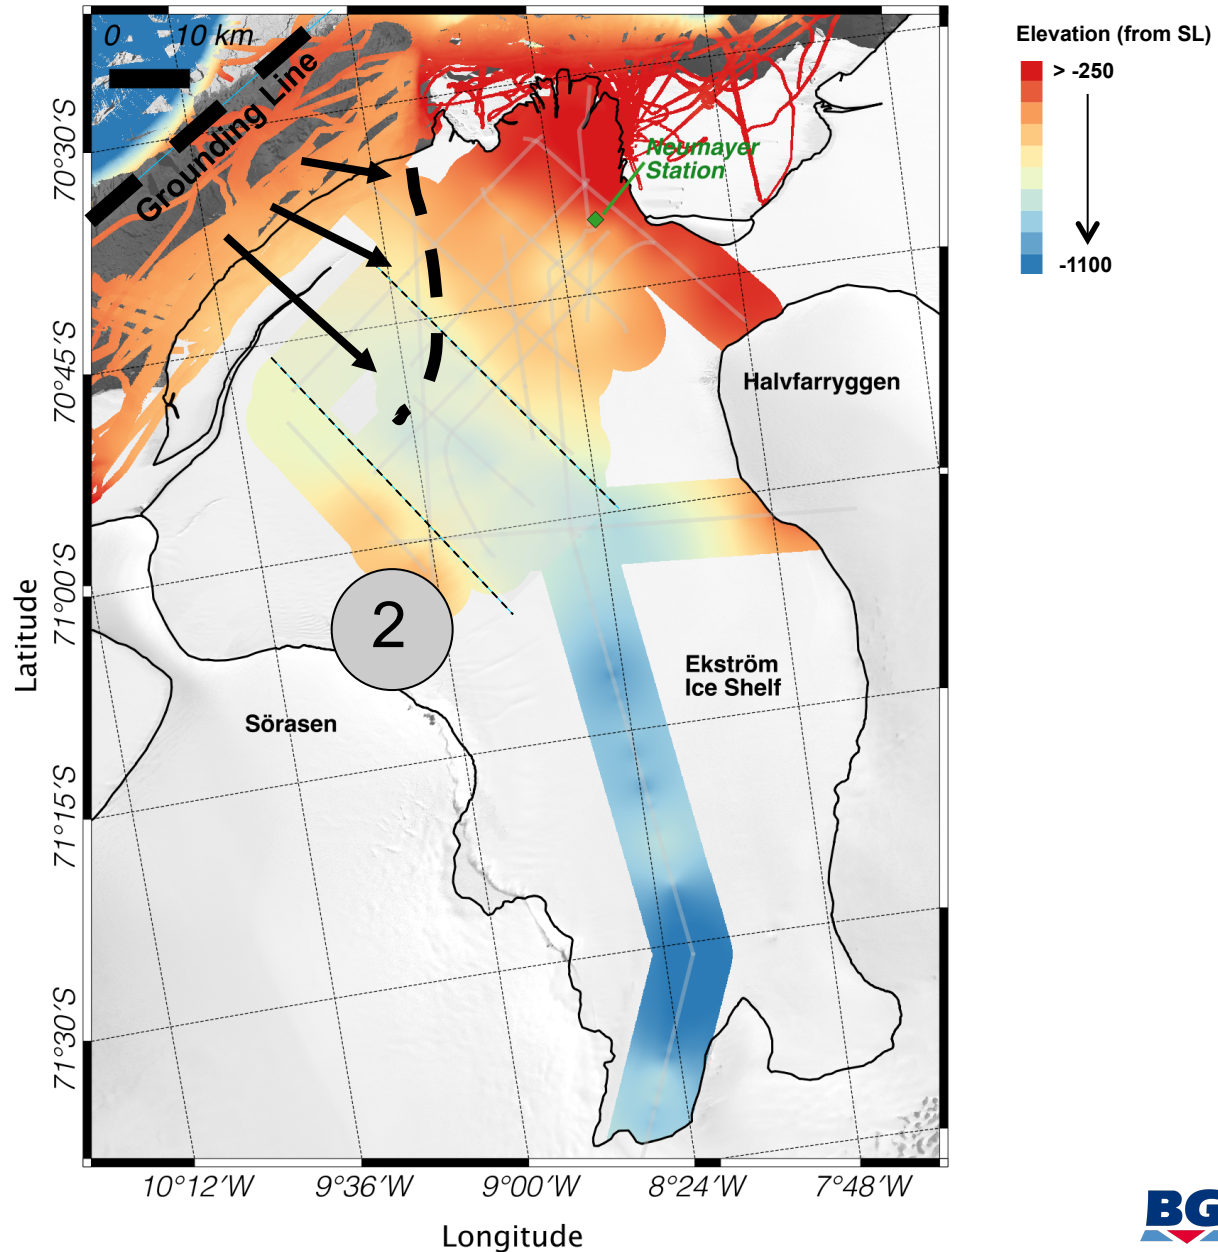 0 10 km
Grounding Line
Elevation (from SL)
> -250
-1100
Neumayer
Station
Halvfarryggen
2
Ekström
Ice Shelf
Sörasen
70°30'S
70°45'S
71°00'S
71°15'S
71°30'S
Latitude
10°12'W
9°36'W
9°00'W
8°24'W
7°48'W
Longitude
BG